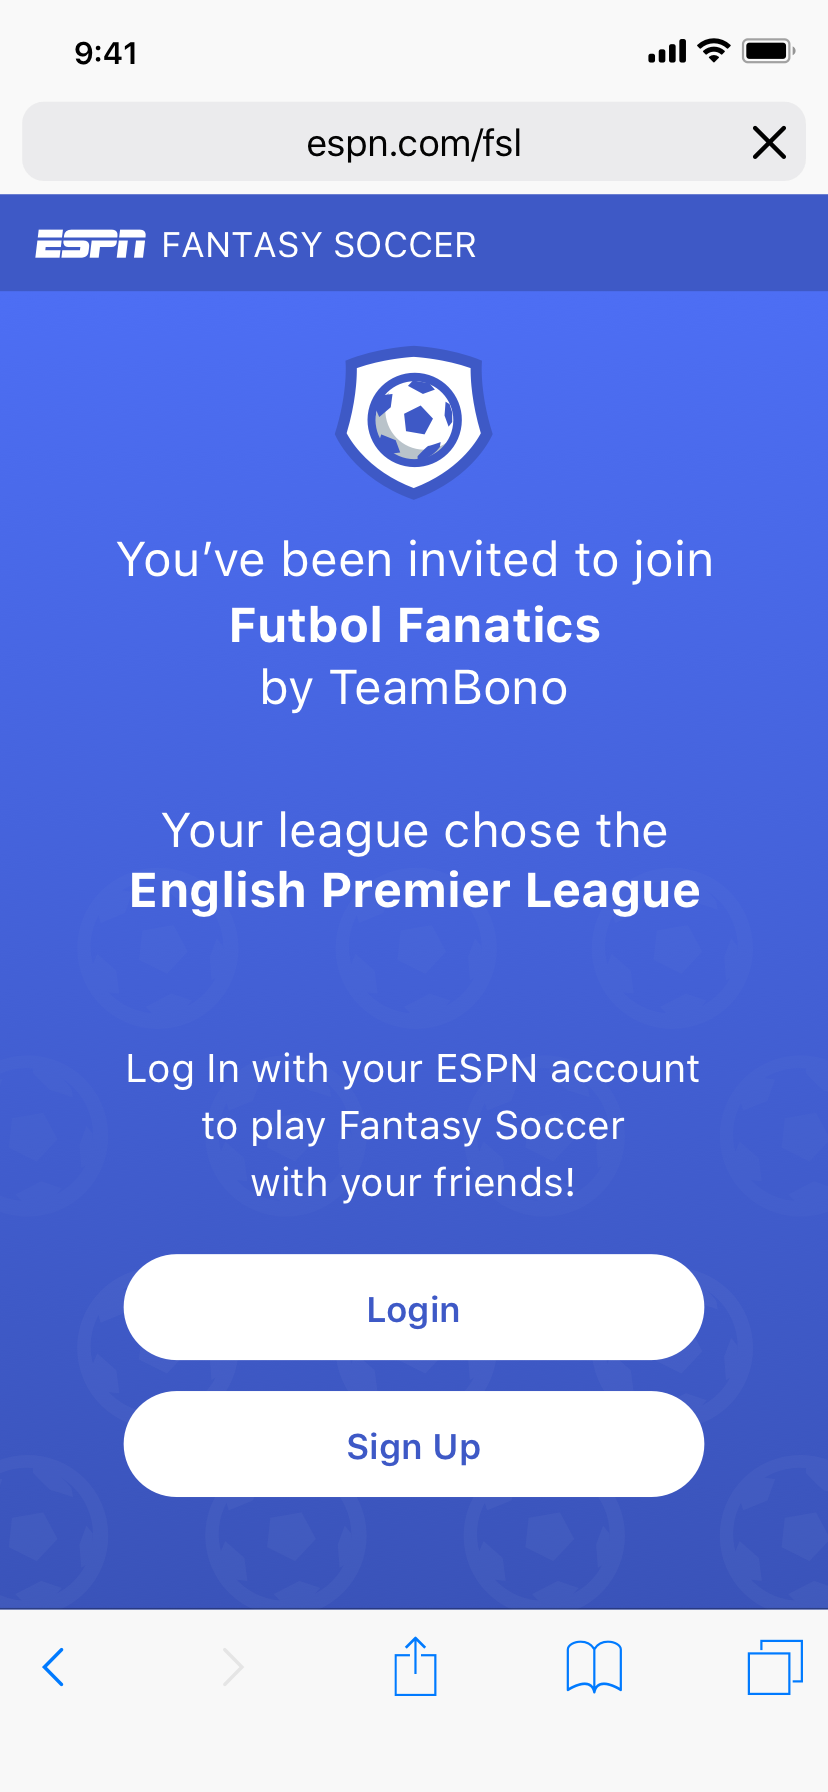 9:41
espn.com/fsl
ESPN FANTASY SOCCER
You’ve been invited to join
Futbol Fanatics
by TeamBono
Your league chose the
English Premier League
Log In with your ESPN account
to play Fantasy Soccer
with your friends!
Login
Sign Up